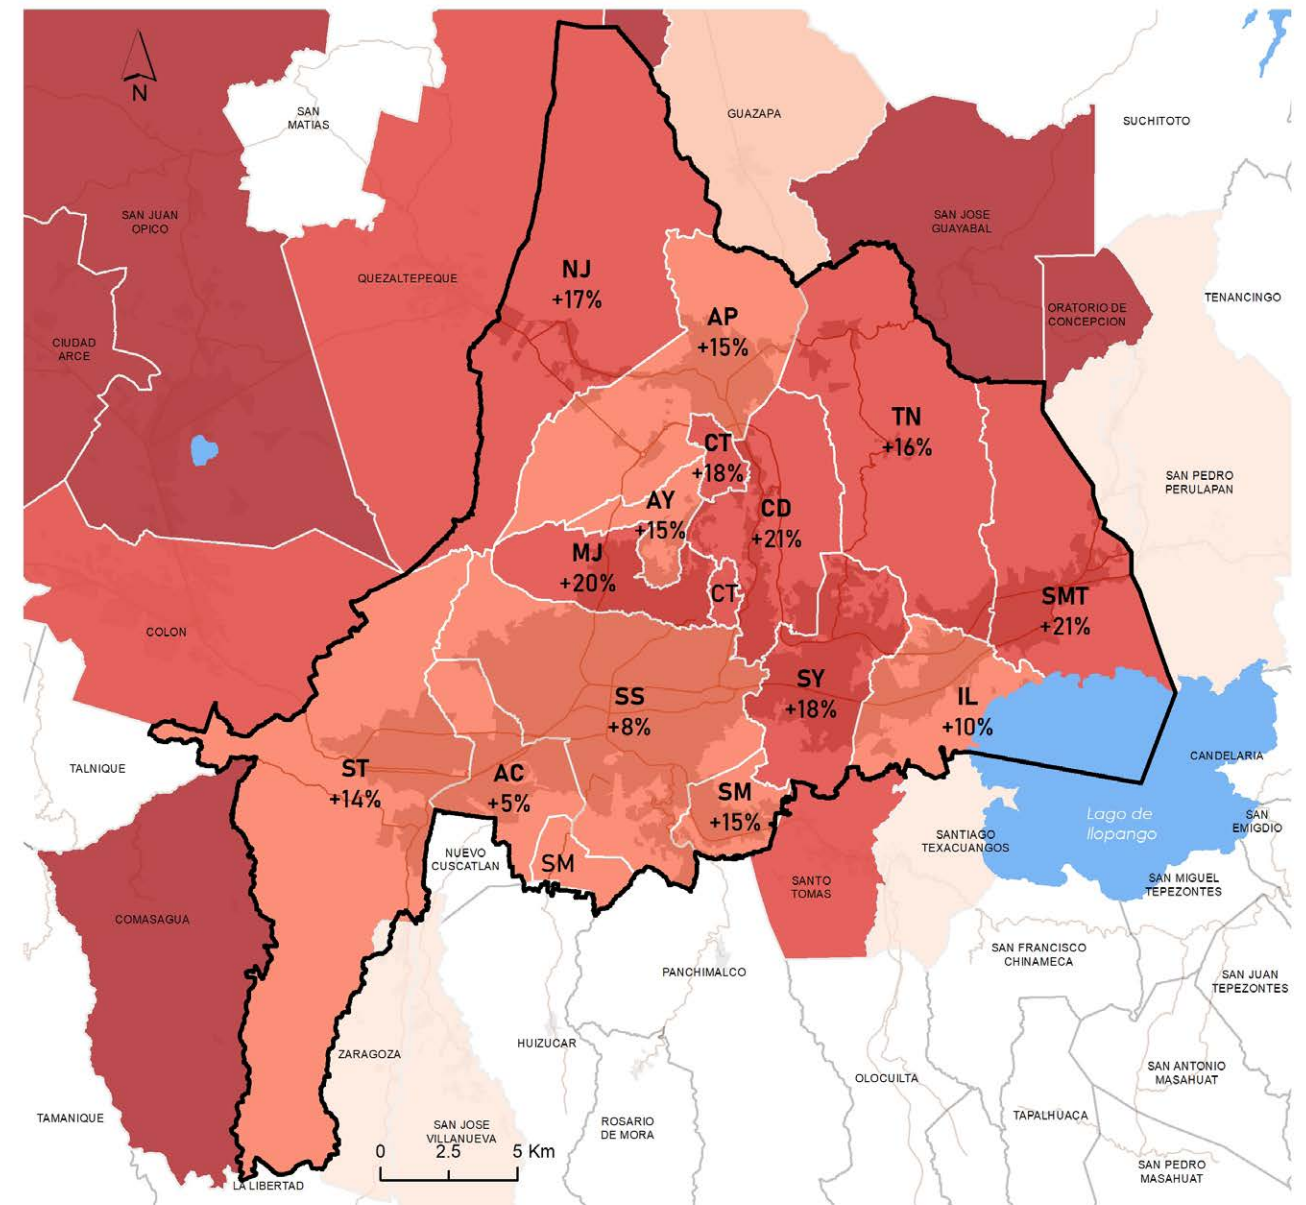 N
SAN
MATIAS
GUAZAPA
SUCHITOTO
SAN JUAN
OPICO
SAN JOSE
GUAYABAL
QUEZALTEPEQUE
NJ
+17%
TENANCINGO
ORATORIO DE
CONCEPCION
AP
+15%
CIUDAD
ARCE
TN
+16%
CT
+18%
SAN PEDRO
PERULAPAN
AY
+15%
CD
+21%
MJ
+20%
CT
SMT
+21%
COLON
SS
+8%
SY
+18%
IL
+10%
TALNIQUE
ST
+14%
AC
+5%
SM
+15%
CANDELARIA
Lago de
Ilopango
SAN
EMIGDIO
NUEVO
CUSCATLAN
SM
SANTIAGO
TEXACUANGOS
SANTO
TOMAS
SAN MIGUEL
TEPEZONTES
COMASAGUA
SAN FRANCISCO
CHINAMECA
PANCHIMALCO
SAN JUAN
TEPEZONTES
HUIZUCAR
ZARAGOZA
OLOCUILTA
SAN ANTONIO
MASAHUAT
TAMANIQUE
SAN JOSE
VILLANUEVA
ROSARIO
DE MORA
TAPALHUACA
0 2.5 5 Km
SAN PEDRO
MASAHUAT
LA LIBERTAD